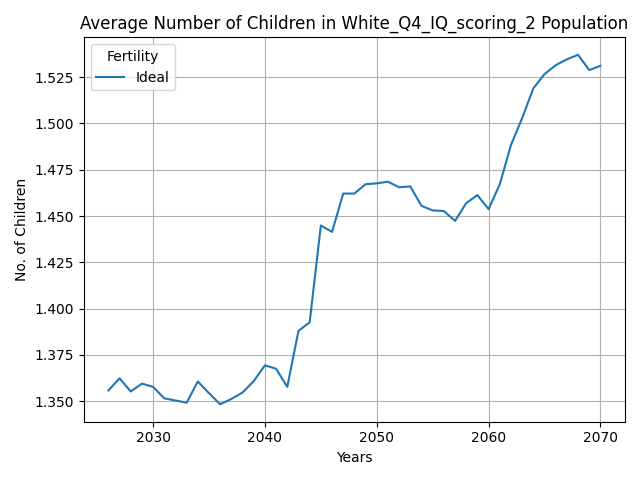 Average Number of Children in White_Q4_IQ_scoring_2 Population
Fertility
Ideal
1.525
1.500
1.475
1.450
1.425
1.400
1.375
1.350
No. of Children
2030
2040
2050
2060
2070
Years